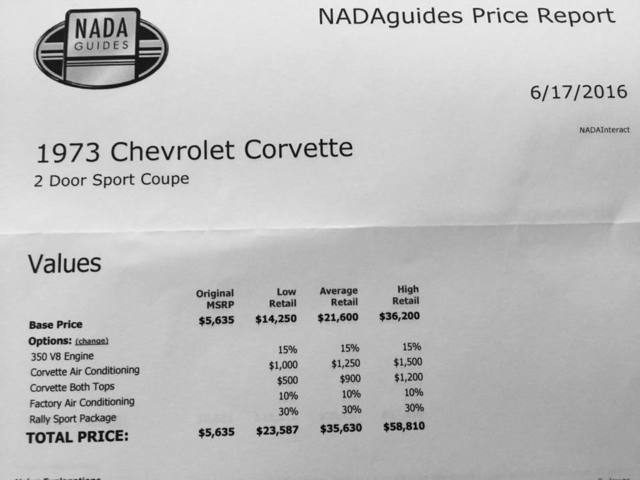 NADA
GUIDES
NADAguides Price Report
6/17/2016
NADAInteract
1973 Chevrolet Corvette
2 Door Sport Coupe
Values
Original MSRP Low Retail Average Retail High Retail
Base Price $5,635 $14,250 $21,600 $36,200
Options: (change)
350 V8 Engine 15% 15% 15%
Corvette Air Conditioning $1,000 $1,250 $1,500
Corvette Both Tops $500 $900 $1,200
Factory Air Conditioning 10% 10% 10%
Rally Sport Package 30% 30% 30%
TOTAL PRICE: $5,635 $23,587 $35,630 $58,810